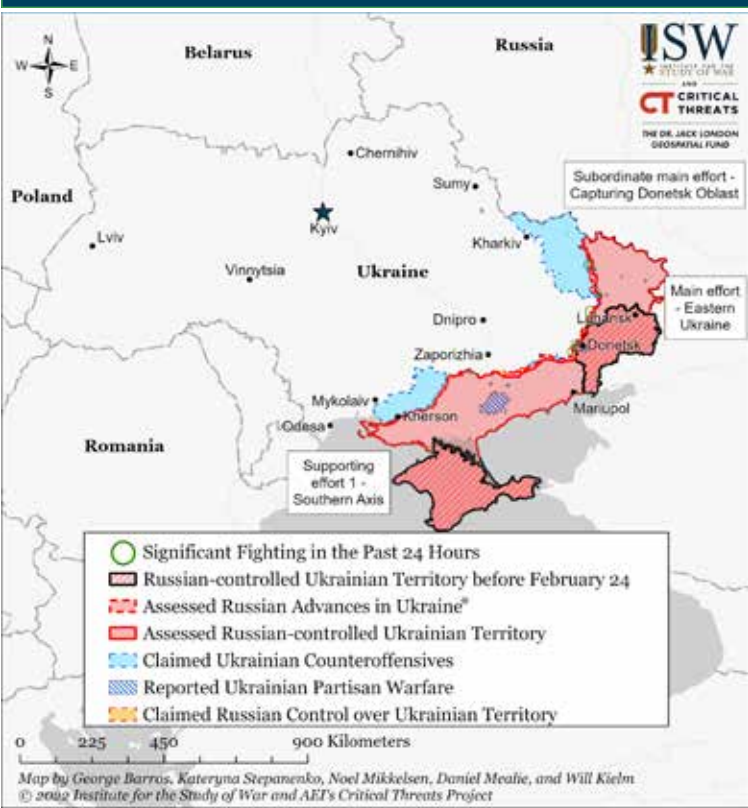 N
W E
S
Belarus
Russia
ISW
INSTITUTE FOR THE
STUDY OF WAR
AND
CT CRITICAL
THREATS
THE DR. JACK LONDON
GEOSPATIAL FUND
Chernihiv
Sumy
Subordinate main effort -
Capturing Donetsk Oblast
Poland
Lviv
Kyiv
Kharkiv
Vinnytsia
Ukraine
Main effort
- Eastern
Ukraine
Luhansk
Dnipro
Donetsk
Zaporizhia
Mykolaiv
Mariupol
Kherson
Odesa
Romania
Supporting
effort 1 -
Southern Axis
Significant Fighting in the Past 24 Hours
Russian-controlled Ukrainian Territory before February 24
Assessed Russian Advances in Ukraine*
Assessed Russian-controlled Ukrainian Territory
Claimed Ukrainian Counteroffensives
Reported Ukrainian Partisan Warfare
Claimed Russian Control over Ukrainian Territory
0 225 450 900 Kilometers
Map by George Barros, Kateryna Stepanenko, Noel Mikkelsen, Daniel Mealie, and Will Kielm
© 2022 Institute for the Study of War and AEI's Critical Threats Project